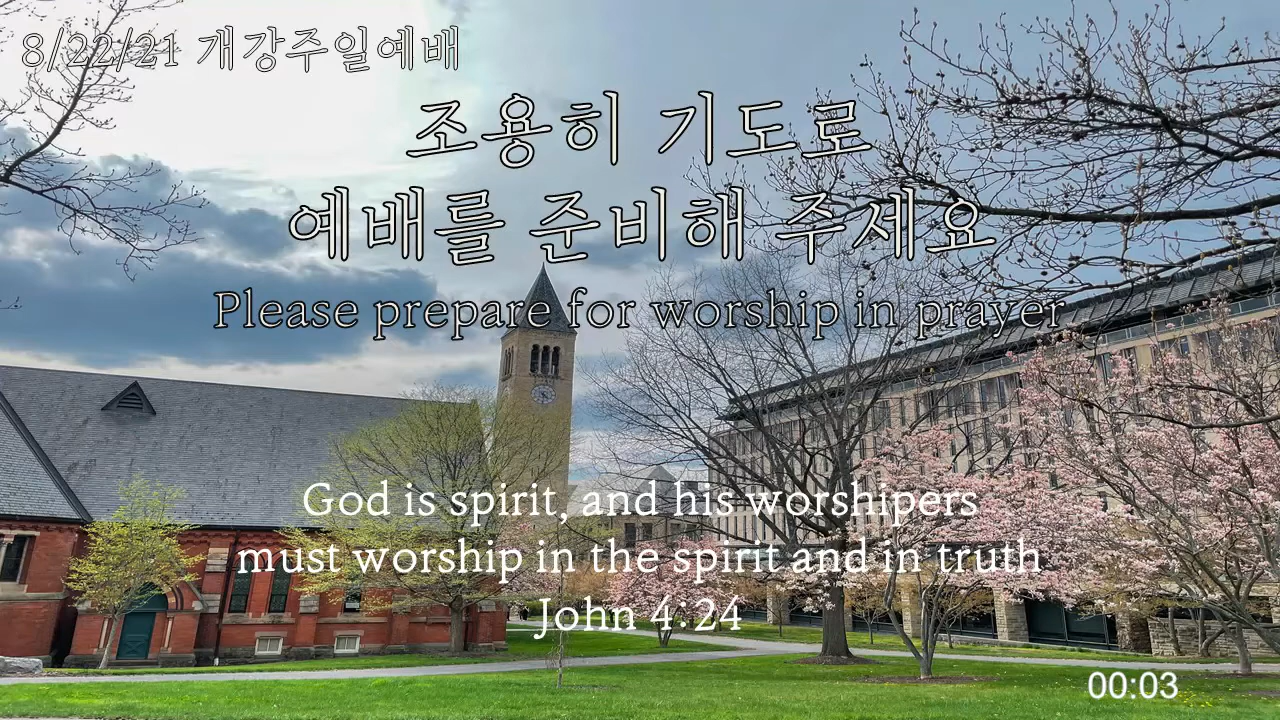 8/22/21 개강주일예배
조용히 기도로
예배를 준비해 주세요
Please prepare for worship in prayer
God is spirit, and his worshipers
must worship in the spirit and in truth
John 4:24
00:03